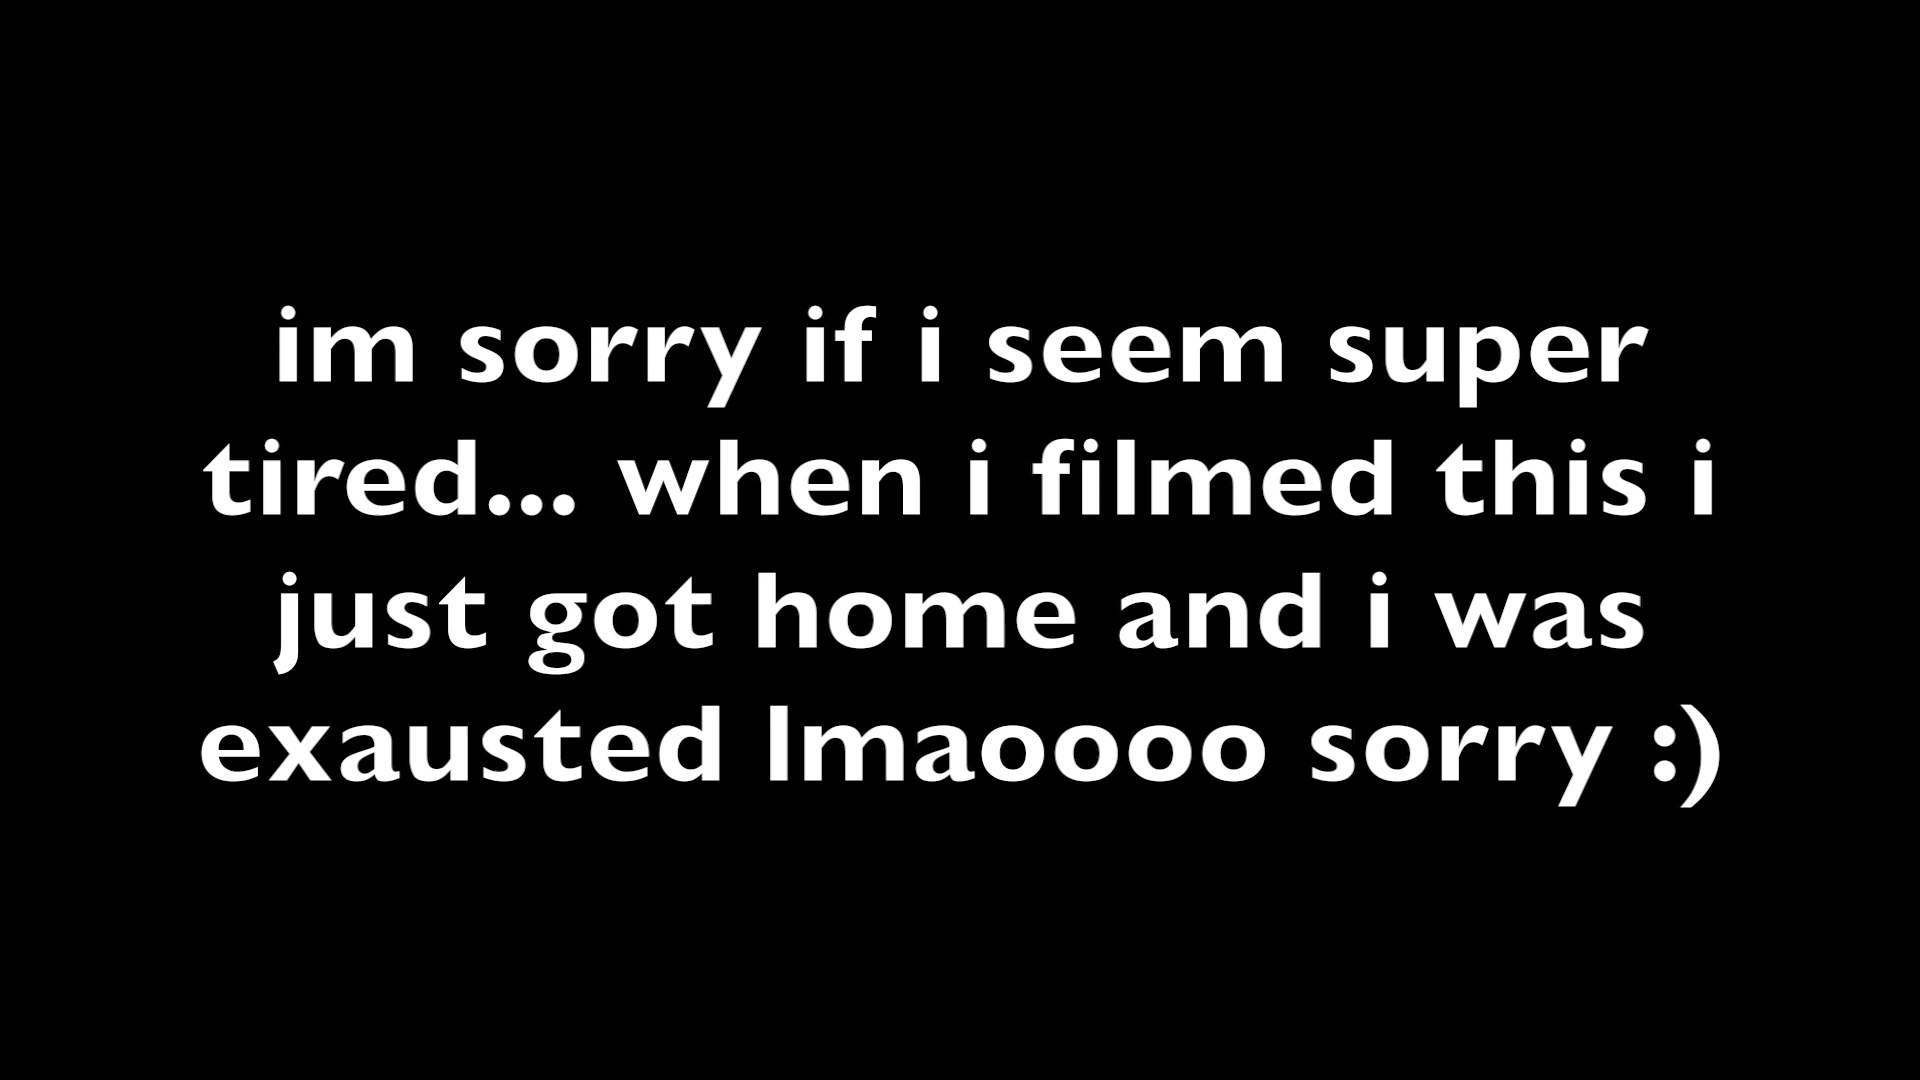 im sorry if i seem super
tired... when i filmed this i
just got home and i was
exausted lmaoooo sorry :)